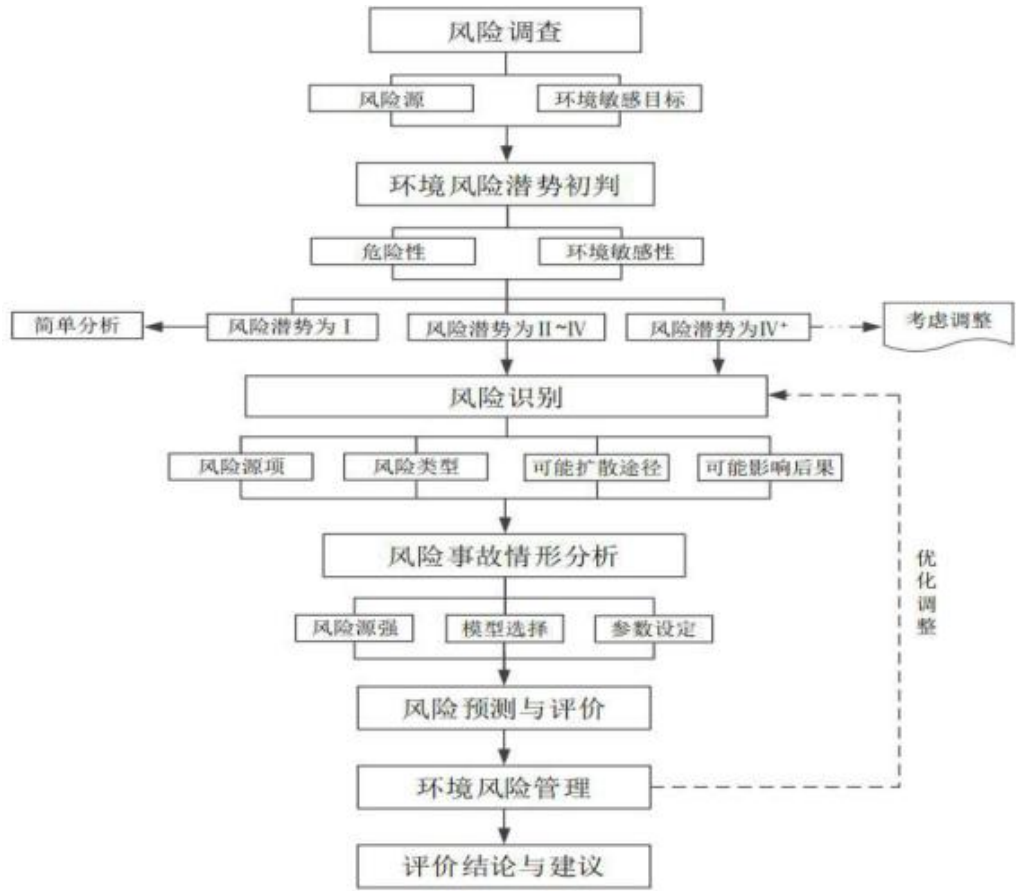 风险调查
风险源
环境敏感目标
环境风险潜势初判
危险性
环境敏感性
简单分析
风险潜势为Ⅰ
风险潜势为Ⅱ~Ⅳ
风险潜势为Ⅳ⁺
考虑调整
风险识别
风险源项
风险类型
可能扩散途径
可能影响后果
风险事故情形分析
优化调整
风险源强
模型选择
参数设定
风险预测与评价
环境风险管理
评价结论与建议